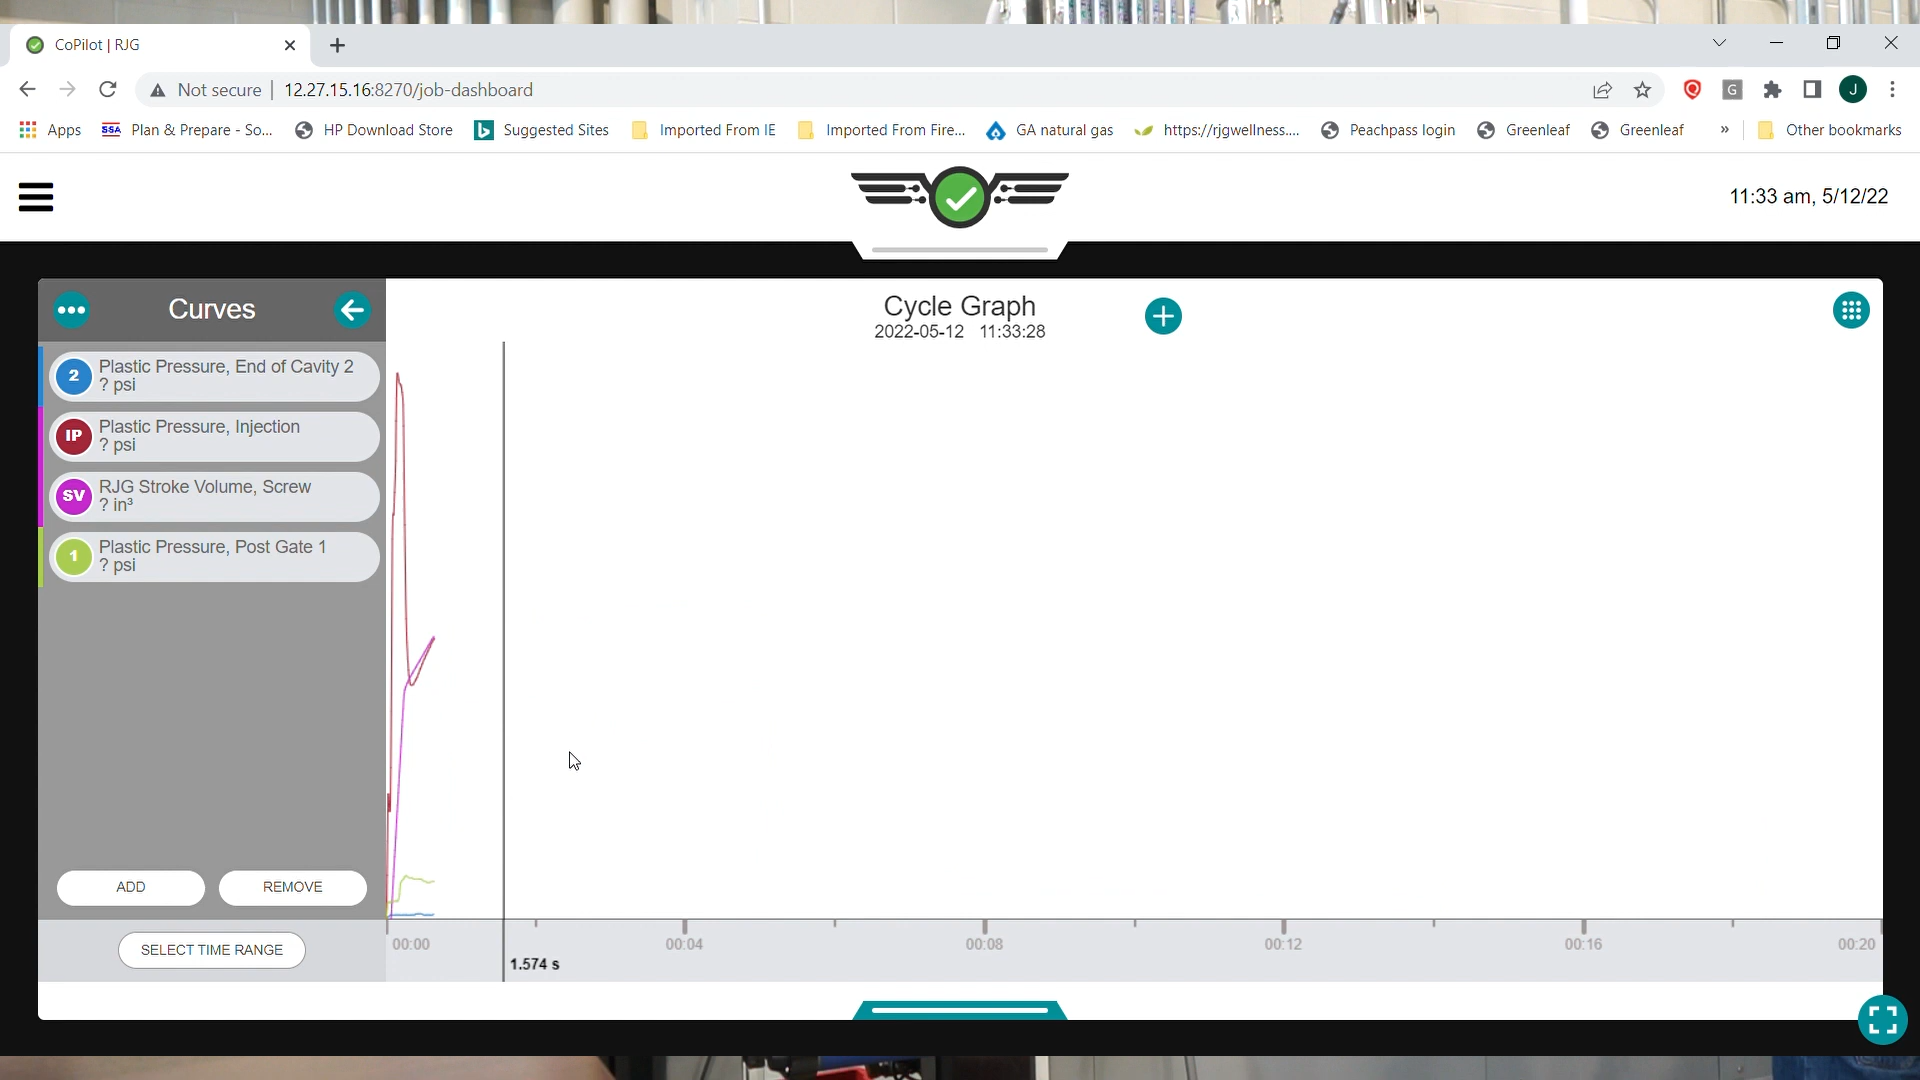 CoPilot | RJG
Not secure
12.27.15.16:8270/job-dashboard
G
J
Apps
SSA Plan & Prepare - So...
HP Download Store
b Suggested Sites
Imported From IE
Imported From Fire...
GA natural gas
https://rjgwellness....
Peachpass login
Greenleaf
Greenleaf
»
Other bookmarks
11:33 am, 5/12/22
Curves
Cycle Graph
2022-05-12 11:33:28
2 Plastic Pressure, End of Cavity 2
? psi
IP Plastic Pressure, Injection
? psi
SV RJG Stroke Volume, Screw
? in³
1 Plastic Pressure, Post Gate 1
? psi
ADD
REMOVE
SELECT TIME RANGE
00:00 00:04 00:08 00:12 00:16 00:20
1.574 s